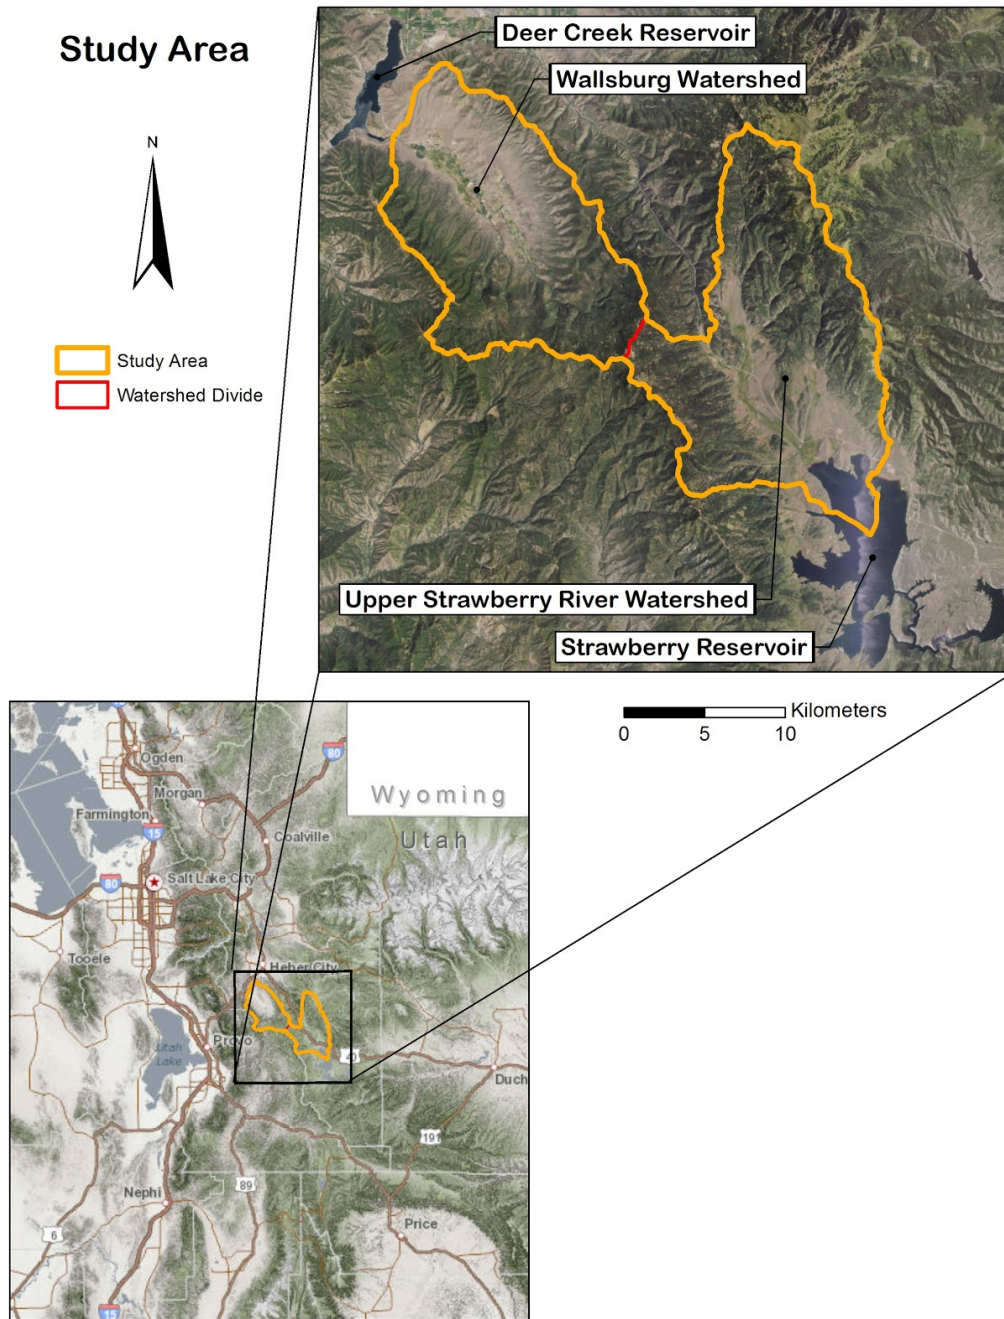 Study Area
N
Study Area
Watershed Divide
Deer Creek Reservoir
Wallsburg Watershed
Upper Strawberry River Watershed
Strawberry Reservoir
Kilometers
0 5 10
Ogden
80
Morgan
Wyoming
Farmington
15
Coalville
Utah
80
Salt Lake City
Tooele
Heber City
Provo
Utah
Lake
40
Duch
191
Nephi
89
6
Price
15